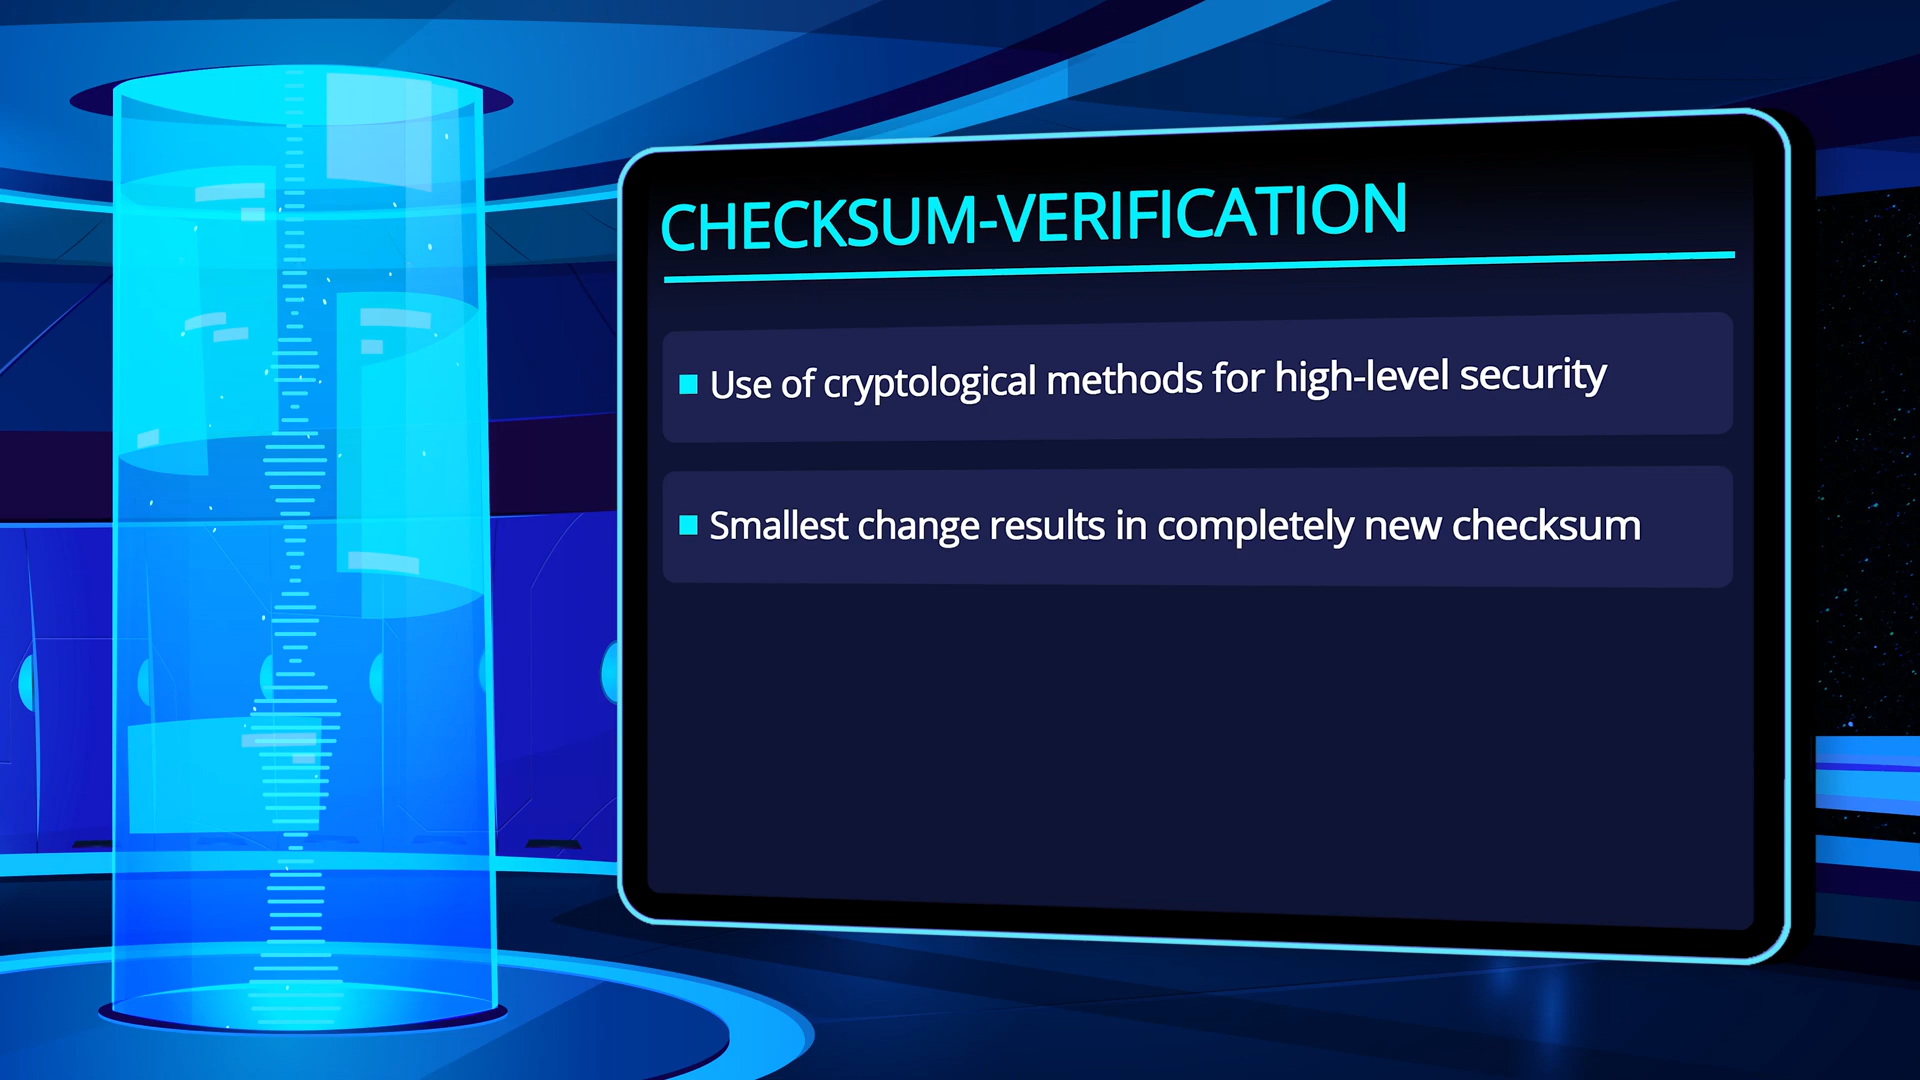 CHECKSUM-VERIFICATION
Use of cryptological methods for high-level security
Smallest change results in completely new checksum